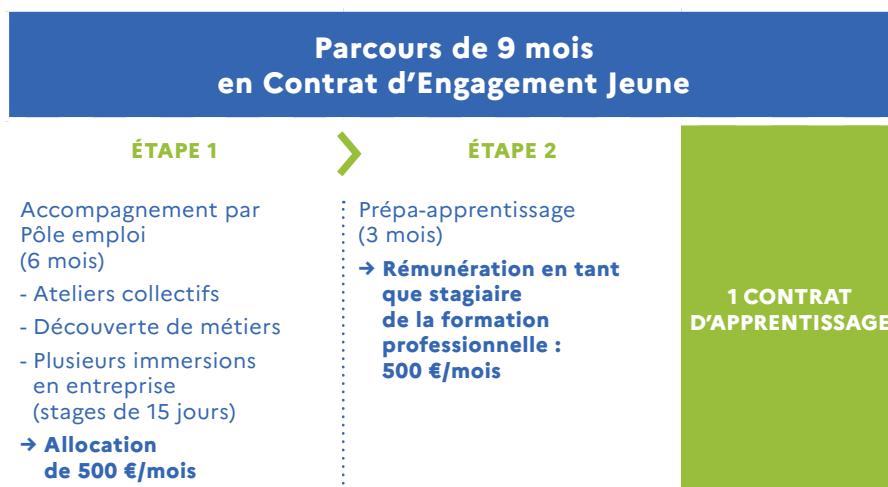 Parcours de 9 mois
en Contrat d'Engagement Jeune
ÉTAPE 1
Accompagnement par
Pôle emploi
(6 mois)
- Ateliers collectifs
- Découverte de métiers
- Plusieurs immersions
en entreprise
(stages de 15 jours)
→ Allocation
de 500 €/mois
ÉTAPE 2
Prépa-apprentissage
(3 mois)
→ Rémunération en tant
que stagiaire
de la formation
professionnelle :
500 €/mois
1 CONTRAT
D'APPRENTISSAGE